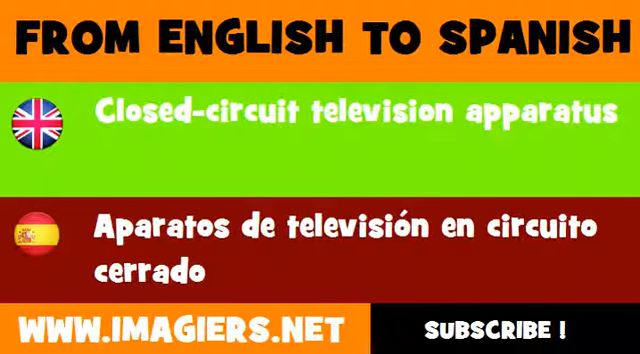 FROM ENGLISH TO SPANISH
Closed-circuit television apparatus
Aparatos de televisión en circuito
cerrado
WWW.IMAGIERS.NET
SUBSCRIBE !